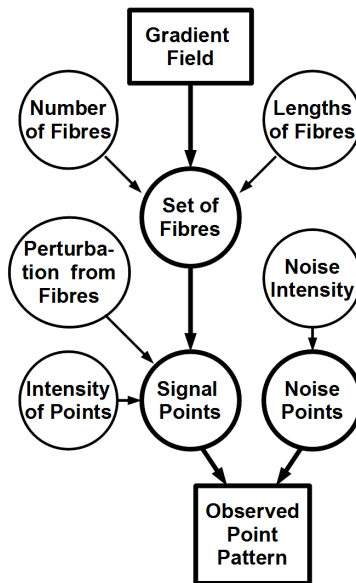 Gradient
Field
Number
of Fibres
Lengths
of Fibres
Set of
Fibres
Perturba-
tion from
Fibres
Noise
Intensity
Intensity
of Points
Signal
Points
Noise
Points
Observed
Point
Pattern